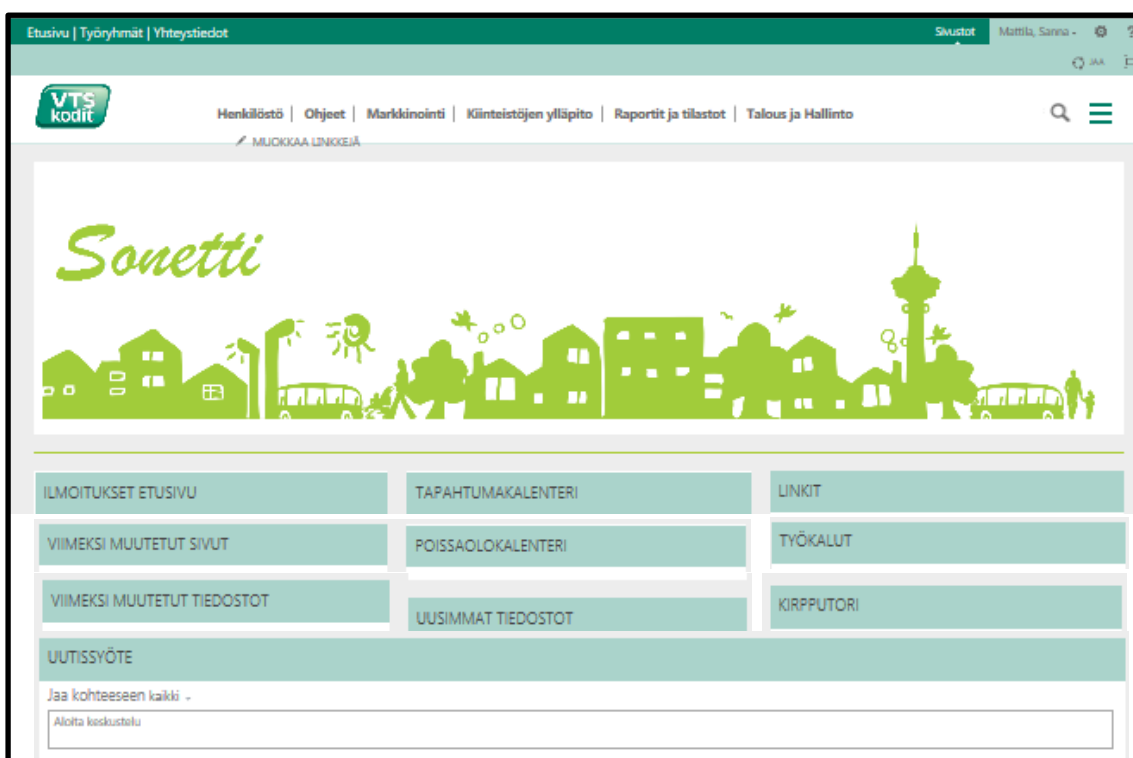 Etusivu | Työryhmät | Yhteystiedot
Sivustot
Mattila, Sanna
?
JAA
VTS
kodit
Henkilöstö | Ohjeet | Markkinointi | Kiinteistöjen ylläpito | Raportit ja tilastot | Talous ja Hallinto
MUOKKAA LINKKEJÄ
Sonetti
ILMOITUKSET ETUSIVU
TAPAHTUMAKALENTERI
LINKIT
VIIMEKSI MUUTETUT SIVUT
POISSAOLOKALENTERI
TYÖKALUT
VIIMEKSI MUUTETUT TIEDOSTOT
UUSIMMAT TIEDOSTOT
KIRPPUTORI
UUTISSYÖTE
Jaa kohteeseen kaikki
Aloita keskustelu